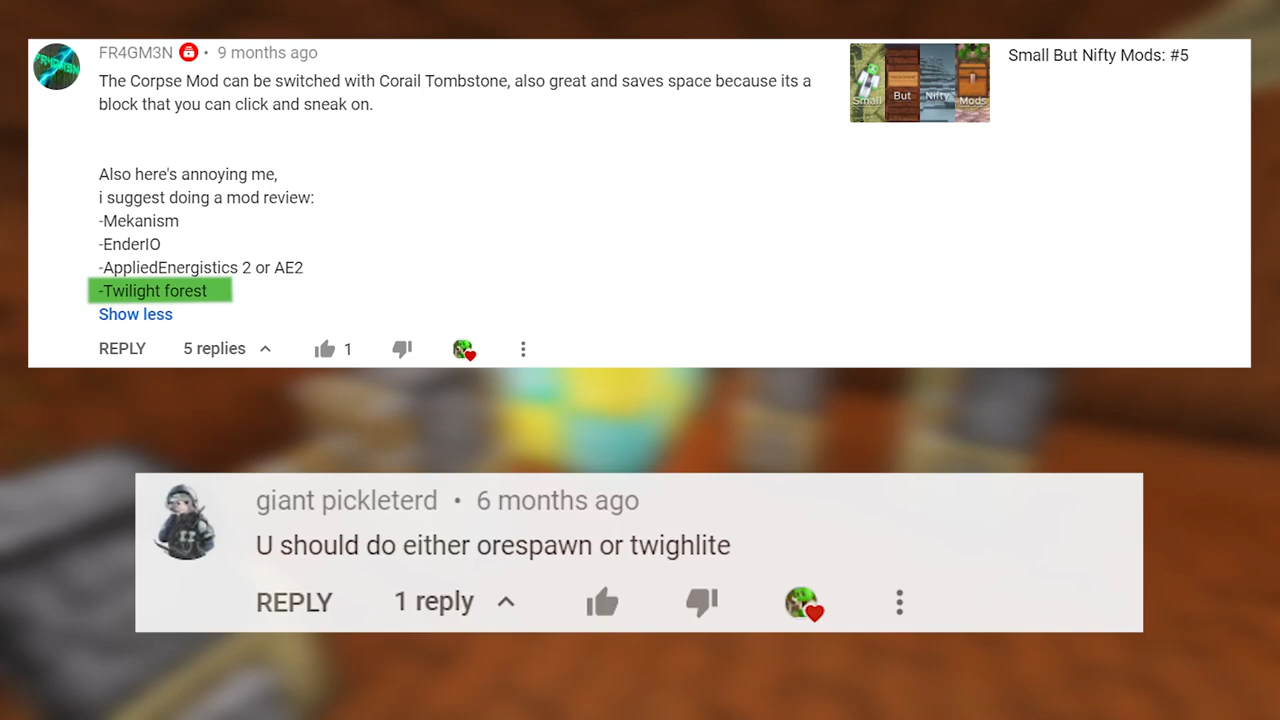 FR4GM3N • 9 months ago
Small But Nifty Mods: #5
The Corpse Mod can be switched with Corail Tombstone, also great and saves space because its a
block that you can click and sneak on.
Small But Nifty Mods
Also here's annoying me,
i suggest doing a mod review:
-Mekanism
-EnderIO
-AppliedEnergistics 2 or AE2
-Twilight forest
Show less
REPLY 5 replies 1
giant pickleterd • 6 months ago
U should do either orespawn or twighlite
REPLY 1 reply